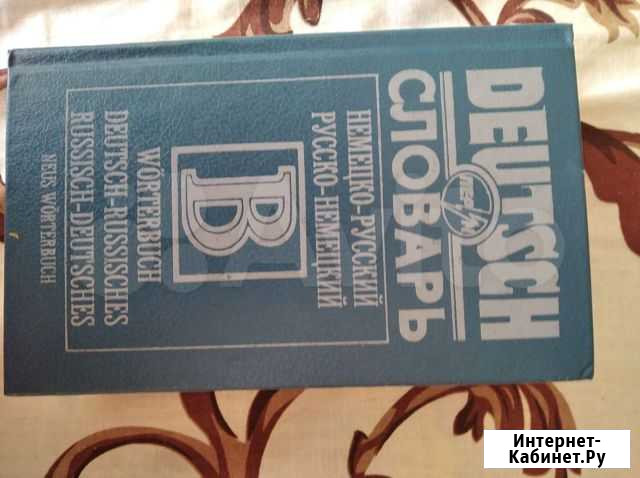 DEUTSCH
СЛОВАРЬ
НЕМЕЦКО-РУССКИЙ
РУССКО-НЕМЕЦКИЙ
B
WÖRTERBUCH
DEUTSCH-RUSSISCHES
RUSSISCH-DEUTSCHES
NEUS WÖRTERBUCH
Интернет-
Кабинет.Ру